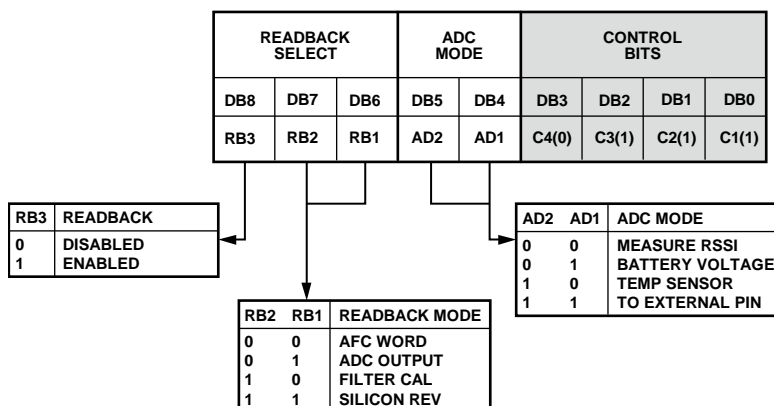 READBACK SELECT ADC MODE CONTROL BITS
DB8 DB7 DB6 DB5 DB4 DB3 DB2 DB1 DB0
RB3 RB2 RB1 AD2 AD1 C4(0) C3(1) C2(1) C1(1)
RB3 READBACK
0 DISABLED
1 ENABLED
AD2 AD1 ADC MODE
0 0 MEASURE RSSI
0 1 BATTERY VOLTAGE
1 0 TEMP SENSOR
1 1 TO EXTERNAL PIN
RB2 RB1 READBACK MODE
0 0 AFC WORD
0 1 ADC OUTPUT
1 0 FILTER CAL
1 1 SILICON REV